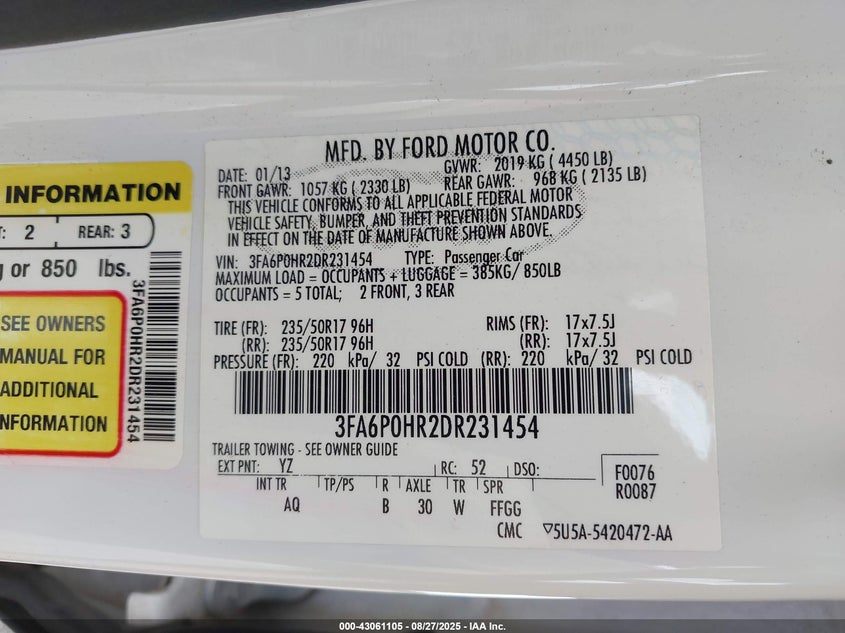 INFORMATION
2 REAR: 3
or 850 lbs.
SEE OWNERS
MANUAL FOR
ADDITIONAL
INFORMATION
3FA6P0HR2DR231454
MFD. BY FORD MOTOR CO.
DATE: 01/13 GVWR: 2019 KG ( 4450 LB)
FRONT GAWR: 1057 KG ( 2330 LB) REAR GAWR: 968 KG ( 2135 LB)
THIS VEHICLE CONFORMS TO ALL APPLICABLE FEDERAL MOTOR
VEHICLE SAFETY, BUMPER, AND THEFT PREVENTION STANDARDS
IN EFFECT ON THE DATE OF MANUFACTURE SHOWN ABOVE.
VIN: 3FA6P0HR2DR231454 TYPE: Passenger Car
MAXIMUM LOAD = OCCUPANTS + LUGGAGE = 385KG/ 850LB
OCCUPANTS = 5 TOTAL; 2 FRONT, 3 REAR
TIRE (FR): 235/50R17 96H RIMS (FR): 17x7.5J
(RR): 235/50R17 96H (RR): 17x7.5J
PRESSURE (FR): 220 kPa/ 32 PSI COLD (RR): 220 kPa/ 32 PSI COLD
3FA6P0HR2DR231454
TRAILER TOWING - SEE OWNER GUIDE
EXT PNT: YZ RC: 52 DSO: F0076
INT TR TP/PS R AXLE TR SPR R0087
AQ B 30 W FFGG
CMC ▽5U5A-5420472-AA
000-43061105 - 08/27/2025 - IAA Inc.